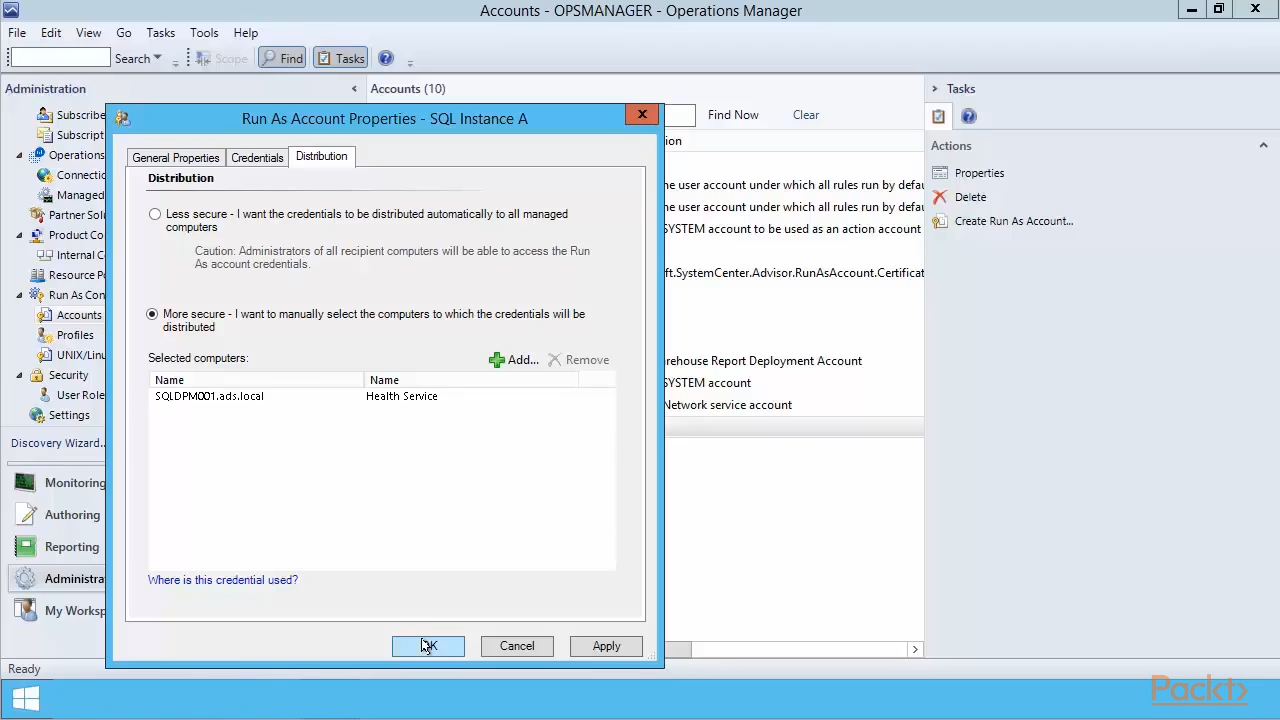 Accounts - OPSMANAGER - Operations Manager
File Edit View Go Tasks Tools Help
Search Scope Find Tasks
Administration
Accounts (10)
Tasks
Run As Account Properties - SQL Instance A
Find Now Clear
General Properties Credentials Distribution
Distribution
Less secure - I want the credentials to be distributed automatically to all managed
computers
Caution: Administrators of all recipient computers will be able to access the Run
As account credentials.
More secure - I want to manually select the computers to which the credentials will be
distributed
Selected computers: Add... Remove
Name Name
SQLDPM001.ads.local Health Service
Where is this credential used?
OK Cancel Apply
Subscribe
Subscript
Operations
Connectio
Managed
Partner Solu
Product Co
Internal C
Resource Po
Run As Con
Accounts
Profiles
UNIX/Linu
Security
User Role
Settings
Discovery Wizard..
Monitoring
Authoring
Reporting
Administra
My Worksp
ion
he user account under which all rules run by defau
he user account under which all rules run by defau
SYSTEM account to be used as an action account
ft.SystemCenter.Advisor.RunAsAccount.Certificat
rehouse Report Deployment Account
SYSTEM account
Network service account
Actions
Properties
Delete
Create Run As Account...
Ready
Packt>